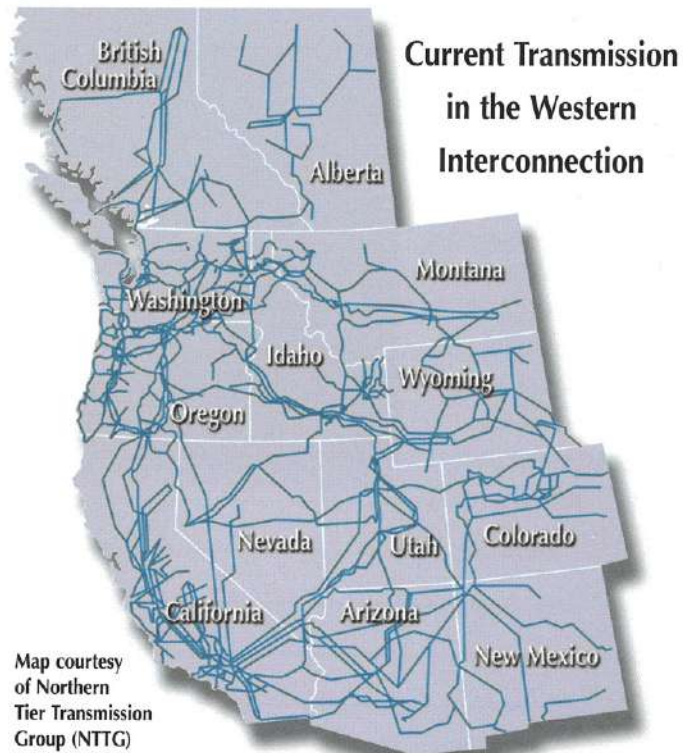 Current Transmission
in the Western
Interconnection
British
Columbia
Alberta
Washington
Montana
Idaho
Wyoming
Oregon
Nevada
Utah
Colorado
California
Arizona
New Mexico
Map courtesy
of Northern
Tier Transmission
Group (NTTG)